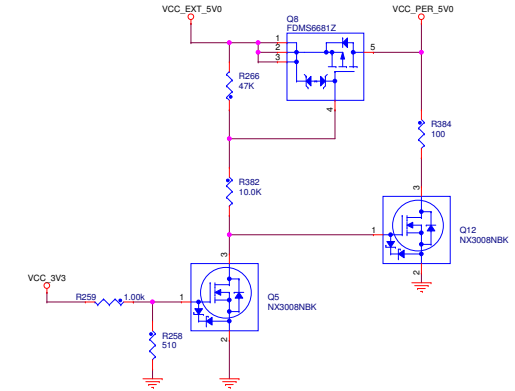 VCC_EXT_5V0
VCC_PER_5V0
Q8
FDMS6681Z
1
2
3
5
4
R266
47K
R384
100
R382
10.0K
3
1
Q12
NX3008NBK
2
3
VCC_3V3
R259
1.00k
1
Q5
NX3008NBK
R258
510
2